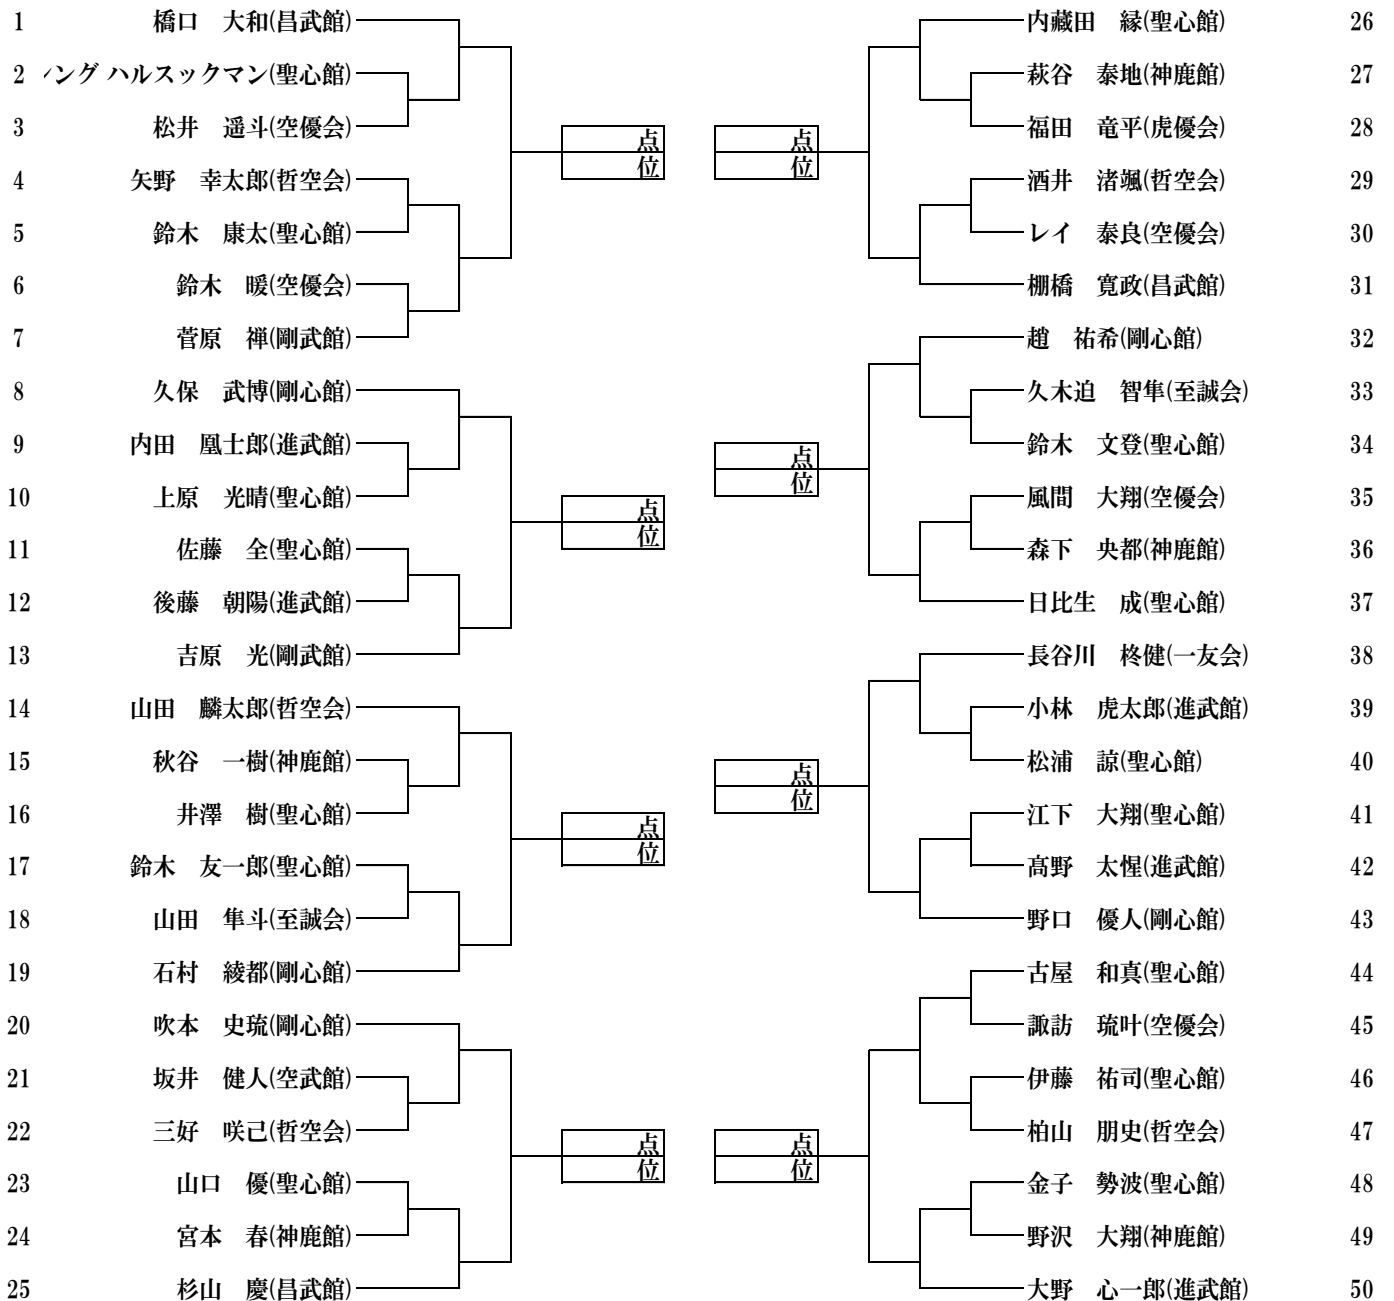 1 橋口　大和(昌武館)
2 ング ハルスックマン(聖心館)
3 松井　遥斗(空優会)
4 矢野　幸太郎(哲空会)
5 鈴木　康太(聖心館)
6 鈴木　暖(空優会)
7 菅原　禅(剛武館)
8 久保　武博(剛心館)
9 内田　凰士郎(進武館)
10 上原　光晴(聖心館)
11 佐藤　全(聖心館)
12 後藤　朝陽(進武館)
13 吉原　光(剛武館)
14 山田　麟太郎(哲空会)
15 秋谷　一樹(神鹿館)
16 井澤　樹(聖心館)
17 鈴木　友一郎(聖心館)
18 山田　隼斗(至誠会)
19 石村　綾都(剛心館)
20 吹本　史琉(剛心館)
21 坂井　健人(空武館)
22 三好　咲己(哲空会)
23 山口　優(聖心館)
24 宮本　春(神鹿館)
25 杉山　慶(昌武館)
点
位
点
位
点
位
点
位
点
位
点
位
点
位
点
位
内藏田　縁(聖心館) 26
萩谷　泰地(神鹿館) 27
福田　竜平(虎優会) 28
酒井　渚颯(哲空会) 29
レイ　泰良(空優会) 30
棚橋　寛政(昌武館) 31
趙　祐希(剛心館) 32
久木迫　智隼(至誠会) 33
鈴木　文登(聖心館) 34
風間　大翔(空優会) 35
森下　央都(神鹿館) 36
日比生　成(聖心館) 37
長谷川　柊健(一友会) 38
小林　虎太郎(進武館) 39
松浦　諒(聖心館) 40
江下　大翔(聖心館) 41
髙野　太惺(進武館) 42
野口　優人(剛心館) 43
古屋　和真(聖心館) 44
諏訪　琉叶(空優会) 45
伊藤　祐司(聖心館) 46
柏山　朋史(哲空会) 47
金子　勢波(聖心館) 48
野沢　大翔(神鹿館) 49
大野　心一郎(進武館) 50